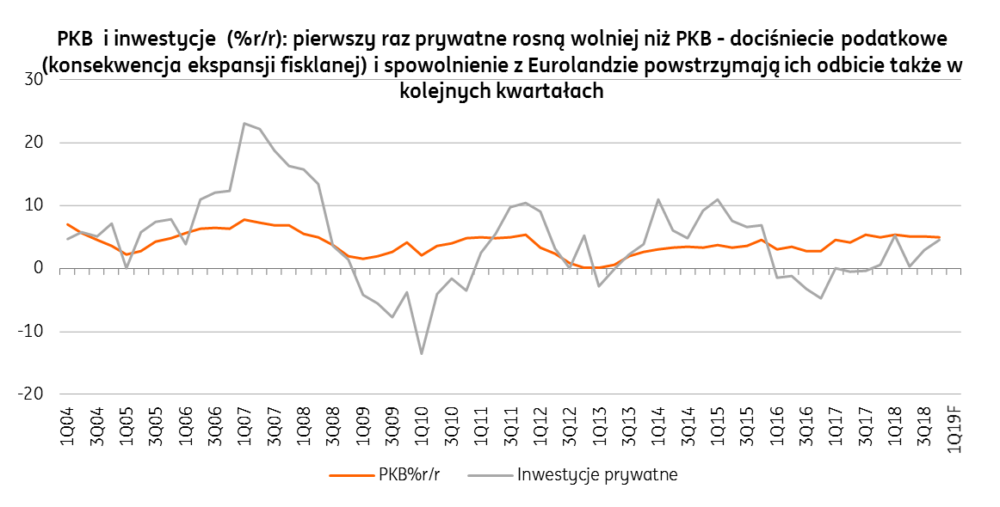 PKB i inwestycje (%r/r): pierwszy raz prywatne rosną wolniej niż PKB - dociśniecie podatkowe
(konsekwencja ekspansji fisklanej) i spowolnienie z Eurolandzie powstrzymają ich odbicie także w
kolejnych kwartałach
30
20
10
0
-10
-20
1Q04
3Q04
1Q05
3Q05
1Q06
3Q06
1Q07
3Q07
1Q08
3Q08
1Q09
3Q09
1Q10
3Q10
1Q11
3Q11
1Q12
3Q12
1Q13
3Q13
1Q14
3Q14
1Q15
3Q15
1Q16
3Q16
1Q17
3Q17
1Q18
3Q18
1Q19F
PKB%r/r
Inwestycje prywatne